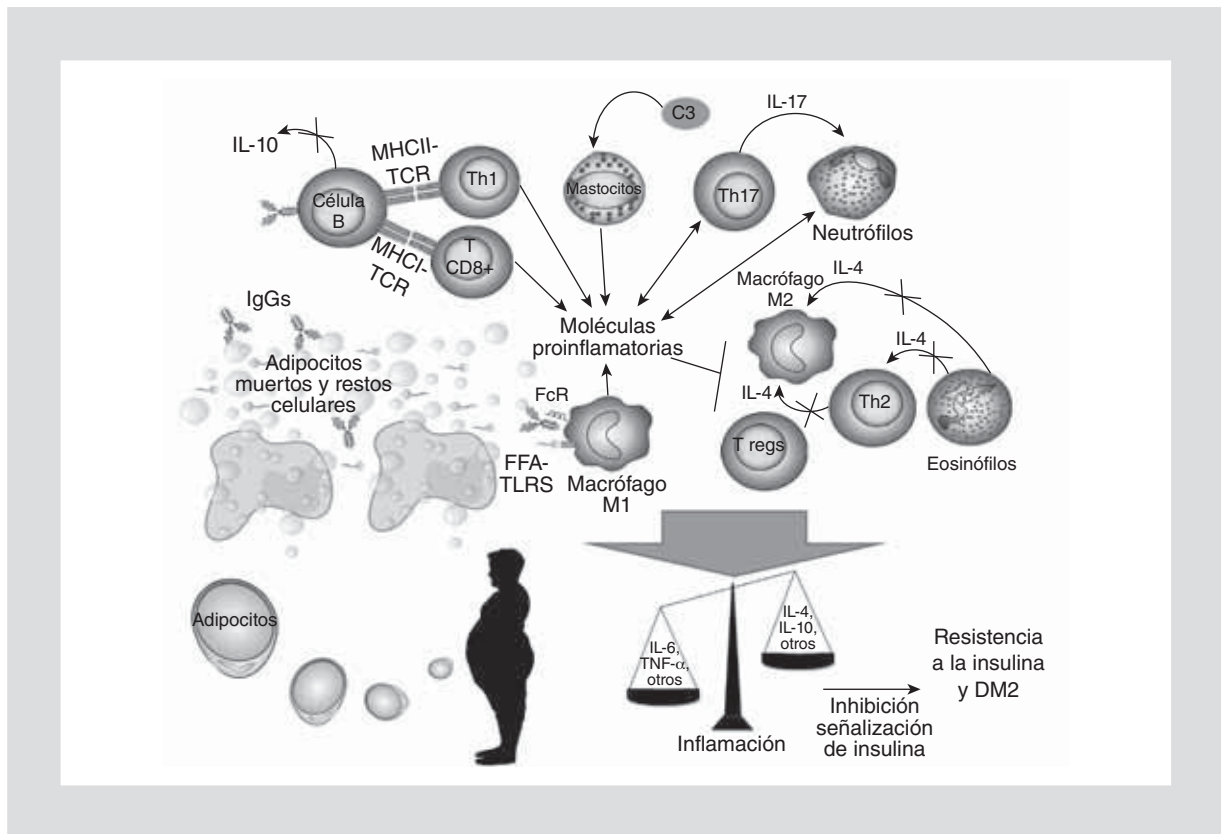 C3
IL-17
IL-10
MHCII-
TCR
Th1
Célula
B
Mastocitos
Th17
Neutrófilos
MHCI-
TCR
T
CD8+
IgGs
Adipocitos
muertos y restos
celulares
Moléculas
proinflamatorias
Macrófago
M2
IL-4
IL-4
IL-4
Th2
T regs
Eosinófilos
FcR
FFA-
TLRS
Macrófago
M1
Adipocitos
IL-6,
TNF-α,
otros
IL-4,
IL-10,
otros
Inflamación
Inhibición
señalización
de insulina
Resistencia
a la insulina
y DM2